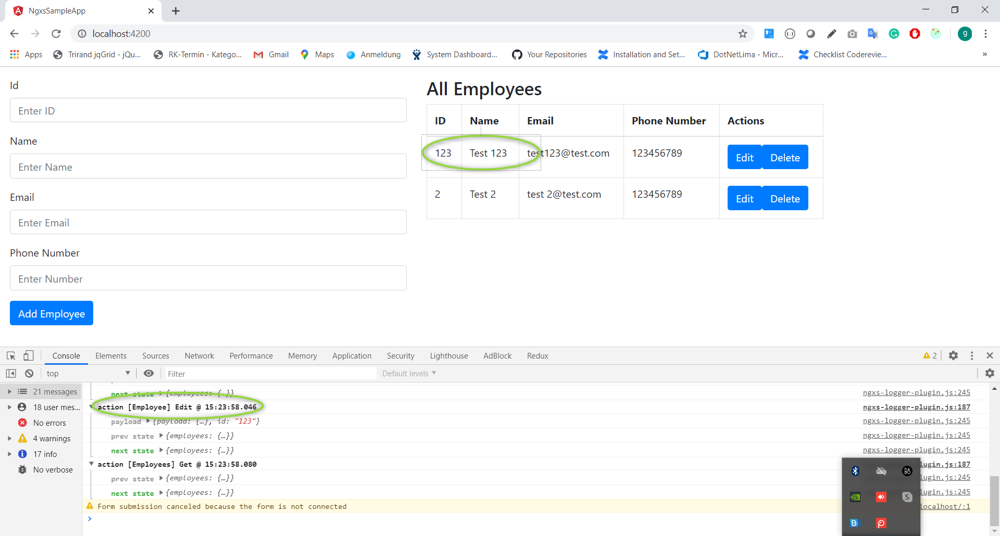 NgxsSampleApp
localhost:4200
g
Apps
Trirand jqGrid - jQu...
RK-Termin - Katego...
Gmail
Maps
Anmeldung
System Dashboard...
Your Repositories
Installation and Set...
DotNetLima - Micr...
Checklist Codereview...
»
Id
Enter ID
Name
Enter Name
Email
Enter Email
Phone Number
Enter Number
Add Employee
All Employees
ID Name Email Phone Number Actions
123 Test 123 test123@test.com 123456789 Edit Delete
2 Test 2 test 2@test.com 123456789 Edit Delete
Console Elements Sources Network Performance Memory Application Security Lighthouse AdBlock Redux 2
top Filter Default levels
21 messages
18 user mes...
No errors
4 warnings
17 info
No verbose
next state {employees: {…}} ngxs-logger-plugin.js:245
action [Employee] Edit @ 15:23:58.046 ngxs-logger-plugin.js:187
payload {payload: {…}, id: "123"} ngxs-logger-plugin.js:245
prev state {employees: {…}} ngxs-logger-plugin.js:245
next state {employees: {…}} ngxs-logger-plugin.js:245
action [Employees] Get @ 15:23:58.080 lugin.js:187
prev state {employees: {…}} lugin.js:245
next state {employees: {…}} lugin.js:245
Form submission canceled because the form is not connected localhost/:1